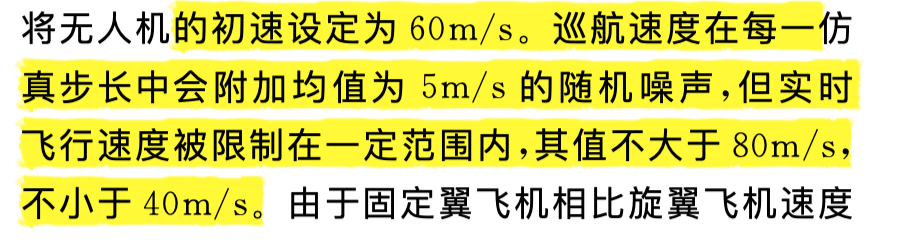 将无人机的初速设定为 60m/s。巡航速度在每一仿
真步长中会附加均值为 5m/s 的随机噪声,但实时
飞行速度被限制在一定范围内,其值不大于 80m/s,
不小于 40m/s。由于固定翼飞机相比旋翼飞机速度